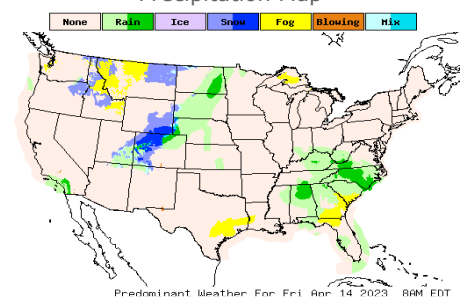 Precipitation Map
None Rain Ice Snow Fog Blowing Mix
Predominant Weather For Fri Apr 14 2023 8AM EDT